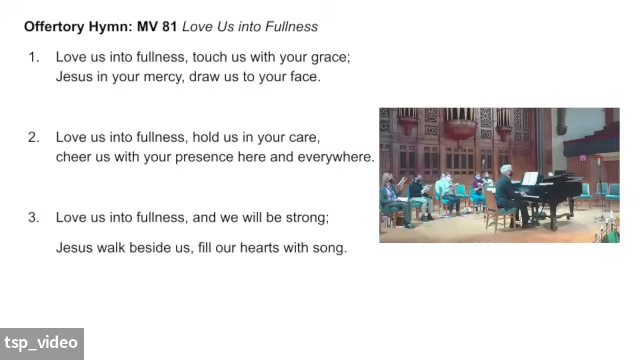 Offertory Hymn: MV 81 Love Us into Fullness
1. Love us into fullness, touch us with your grace;
Jesus in your mercy, draw us to your face.
2. Love us into fullness, hold us in your care,
cheer us with your presence here and everywhere.
3. Love us into fullness, and we will be strong;
Jesus walk beside us, fill our hearts with song.
tsp_video